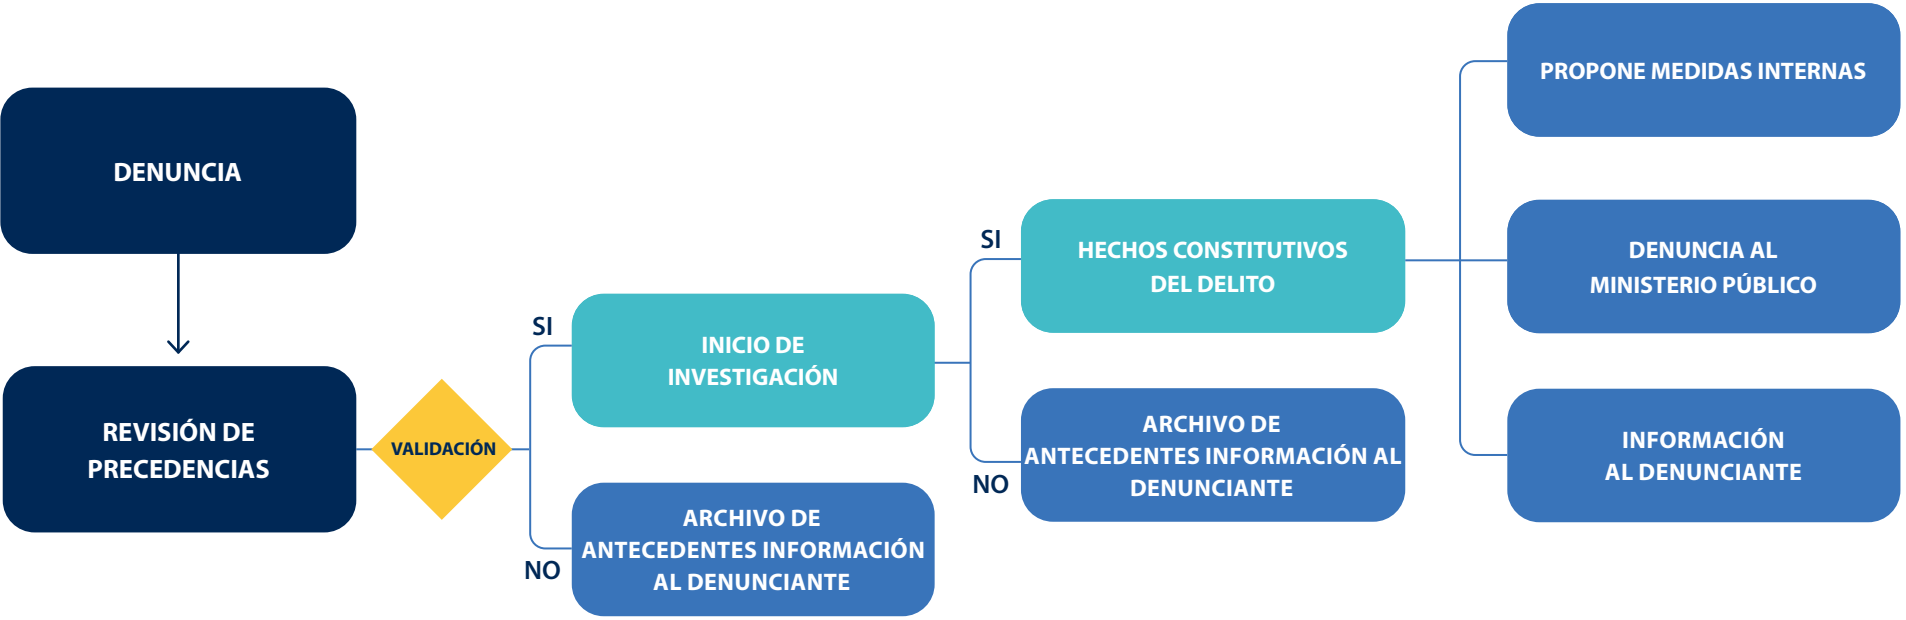 DENUNCIA
REVISIÓN DE
PRECEDENCIAS
VALIDACIÓN
SI
INICIO DE
INVESTIGACIÓN
NO
ARCHIVO DE
ANTECEDENTES INFORMACIÓN
AL DENUNCIANTE
SI
HECHOS CONSTITUTIVOS
DEL DELITO
NO
ARCHIVO DE
ANTECEDENTES INFORMACIÓN AL
DENUNCIANTE
PROPONE MEDIDAS INTERNAS
DENUNCIA AL
MINISTERIO PÚBLICO
INFORMACIÓN
AL DENUNCIANTE